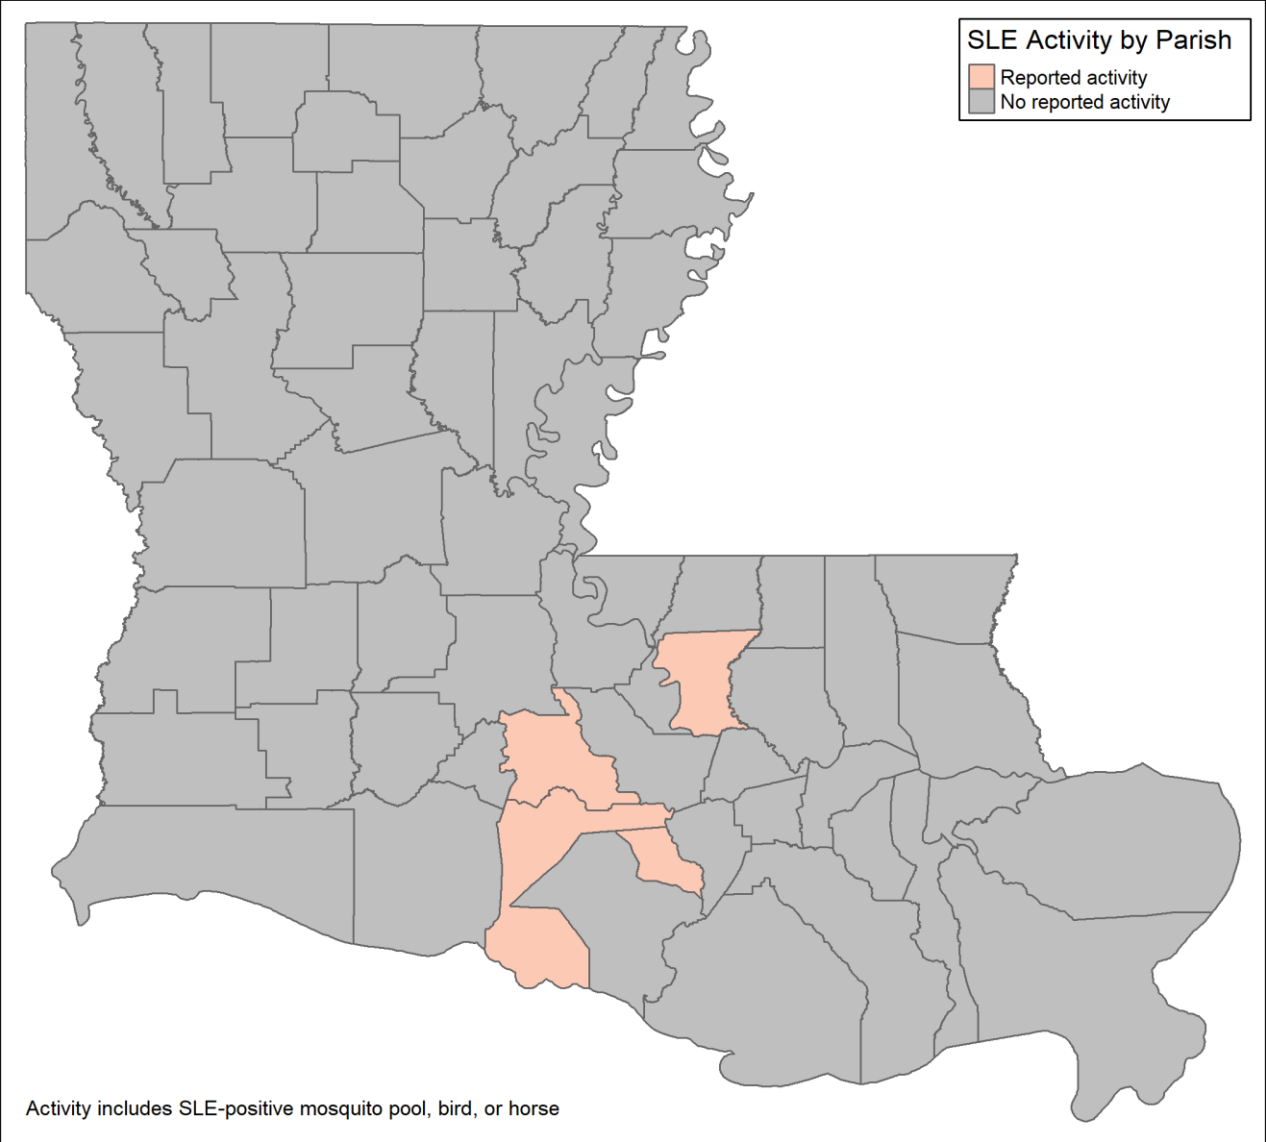 SLE Activity by Parish
Reported activity
No reported activity
Activity includes SLE-positive mosquito pool, bird, or horse